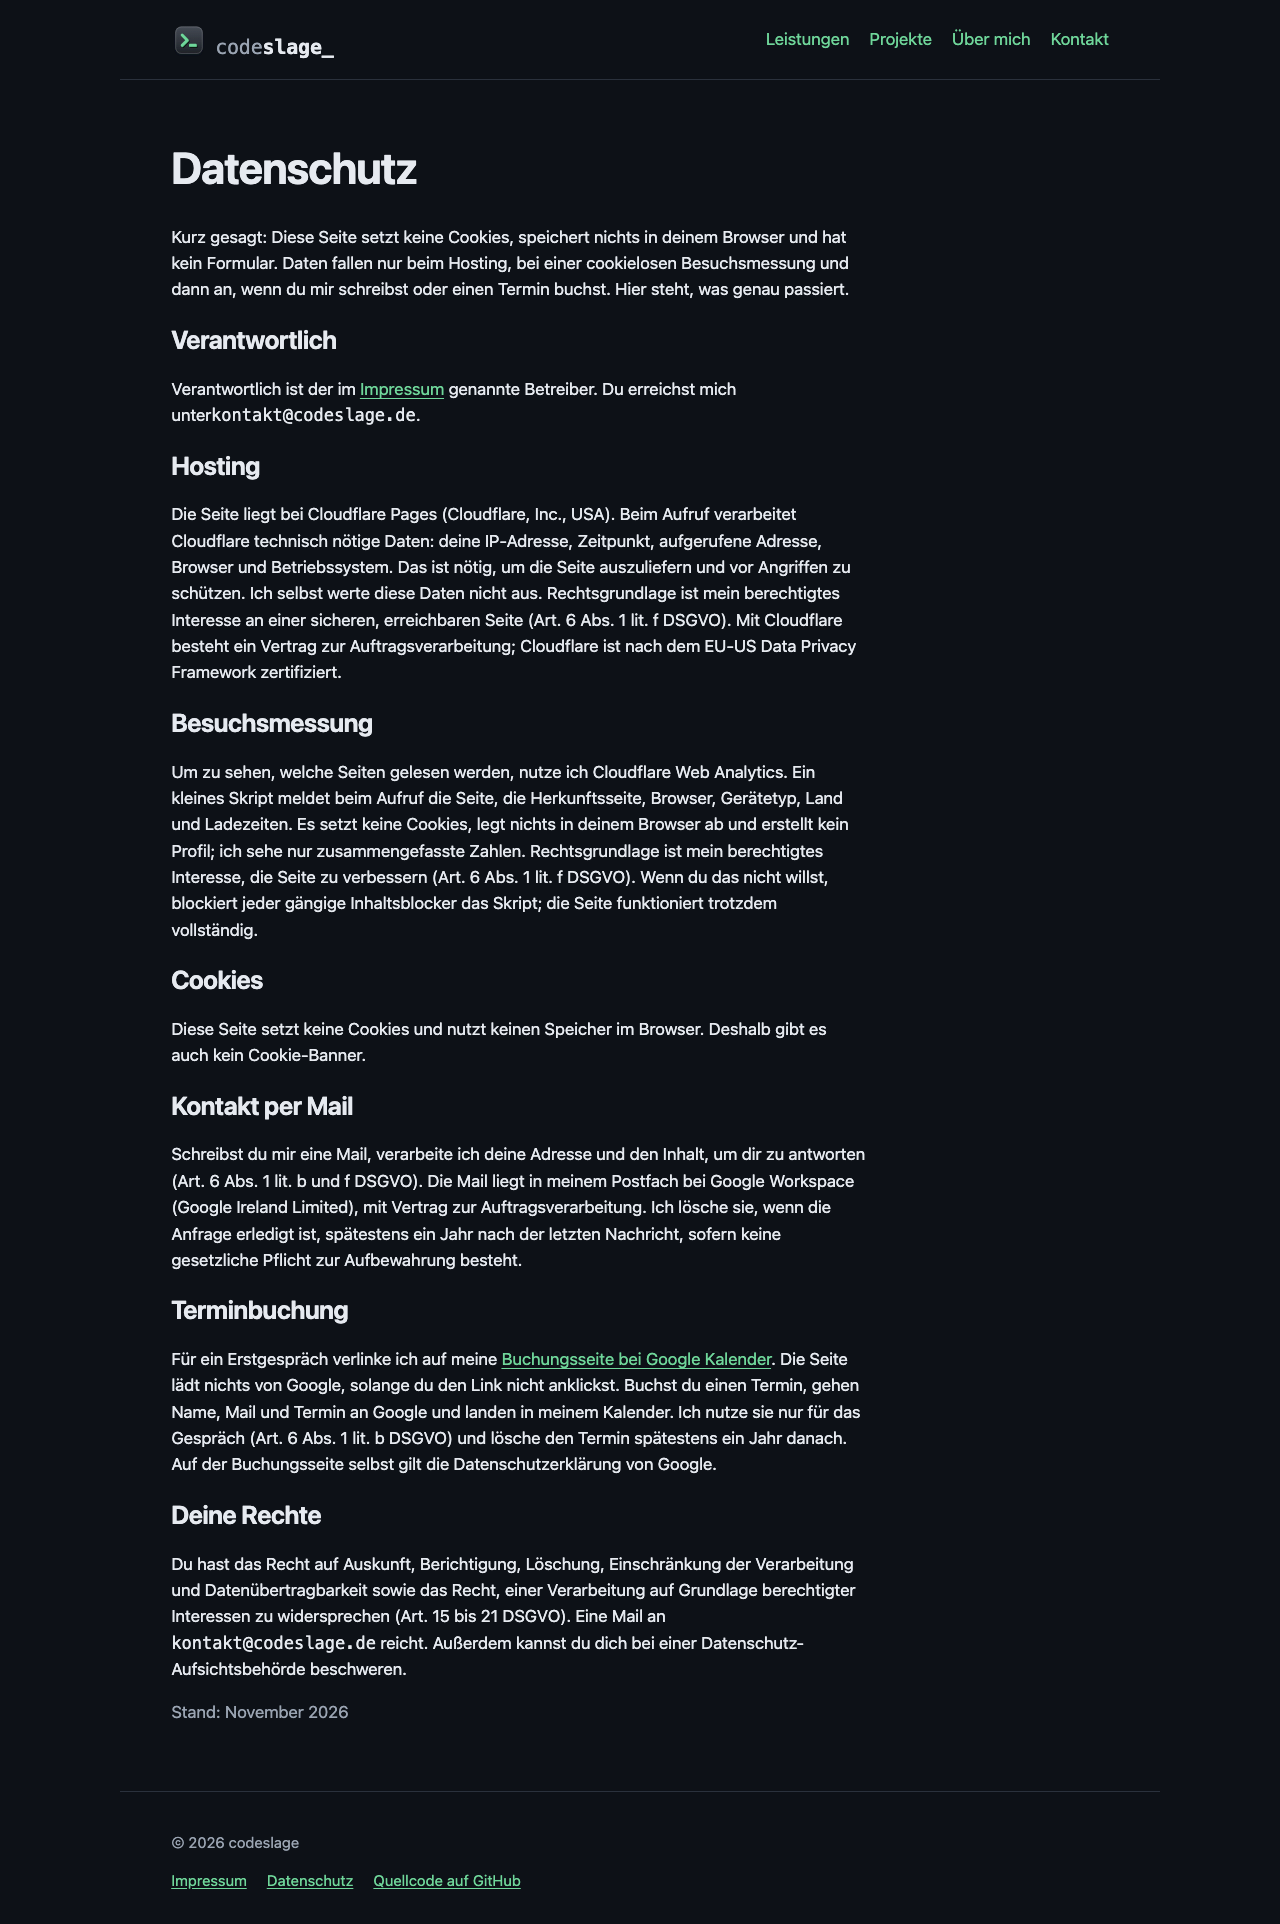 codeslage_
Leistungen Projekte Über mich Kontakt
Datenschutz
Kurz gesagt: Diese Seite setzt keine Cookies, speichert nichts in deinem Browser und hat
kein Formular. Daten fallen nur beim Hosting, bei einer cookielosen Besuchsmessung und
dann an, wenn du mir schreibst oder einen Termin buchst. Hier steht, was genau passiert.
Verantwortlich
Verantwortlich ist der im Impressum genannte Betreiber. Du erreichst mich
unterkontakt@codeslage.de.
Hosting
Die Seite liegt bei Cloudflare Pages (Cloudflare, Inc., USA). Beim Aufruf verarbeitet
Cloudflare technisch nötige Daten: deine IP-Adresse, Zeitpunkt, aufgerufene Adresse,
Browser und Betriebssystem. Das ist nötig, um die Seite auszuliefern und vor Angriffen zu
schützen. Ich selbst werte diese Daten nicht aus. Rechtsgrundlage ist mein berechtigtes
Interesse an einer sicheren, erreichbaren Seite (Art. 6 Abs. 1 lit. f DSGVO). Mit Cloudflare
besteht ein Vertrag zur Auftragsverarbeitung; Cloudflare ist nach dem EU-US Data Privacy
Framework zertifiziert.
Besuchsmessung
Um zu sehen, welche Seiten gelesen werden, nutze ich Cloudflare Web Analytics. Ein
kleines Skript meldet beim Aufruf die Seite, die Herkunftsseite, Browser, Gerätetyp, Land
und Ladezeiten. Es setzt keine Cookies, legt nichts in deinem Browser ab und erstellt kein
Profil; ich sehe nur zusammengefasste Zahlen. Rechtsgrundlage ist mein berechtigtes
Interesse, die Seite zu verbessern (Art. 6 Abs. 1 lit. f DSGVO). Wenn du das nicht willst,
blockiert jeder gängige Inhaltsblocker das Skript; die Seite funktioniert trotzdem
vollständig.
Cookies
Diese Seite setzt keine Cookies und nutzt keinen Speicher im Browser. Deshalb gibt es
auch kein Cookie-Banner.
Kontakt per Mail
Schreibst du mir eine Mail, verarbeite ich deine Adresse und den Inhalt, um dir zu antworten
(Art. 6 Abs. 1 lit. b und f DSGVO). Die Mail liegt in meinem Postfach bei Google Workspace
(Google Ireland Limited), mit Vertrag zur Auftragsverarbeitung. Ich lösche sie, wenn die
Anfrage erledigt ist, spätestens ein Jahr nach der letzten Nachricht, sofern keine
gesetzliche Pflicht zur Aufbewahrung besteht.
Terminbuchung
Für ein Erstgespräch verlinke ich auf meine Buchungsseite bei Google Kalender. Die Seite
lädt nichts von Google, solange du den Link nicht anklickst. Buchst du einen Termin, gehen
Name, Mail und Termin an Google und landen in meinem Kalender. Ich nutze sie nur für das
Gespräch (Art. 6 Abs. 1 lit. b DSGVO) und lösche den Termin spätestens ein Jahr danach.
Auf der Buchungsseite selbst gilt die Datenschutzerklärung von Google.
Deine Rechte
Du hast das Recht auf Auskunft, Berichtigung, Löschung, Einschränkung der Verarbeitung
und Datenübertragbarkeit sowie das Recht, einer Verarbeitung auf Grundlage berechtigter
Interessen zu widersprechen (Art. 15 bis 21 DSGVO). Eine Mail an
kontakt@codeslage.de reicht. Außerdem kannst du dich bei einer Datenschutz-
Aufsichtsbehörde beschweren.
Stand: November 2026
© 2026 codeslage
Impressum Datenschutz Quellcode auf GitHub